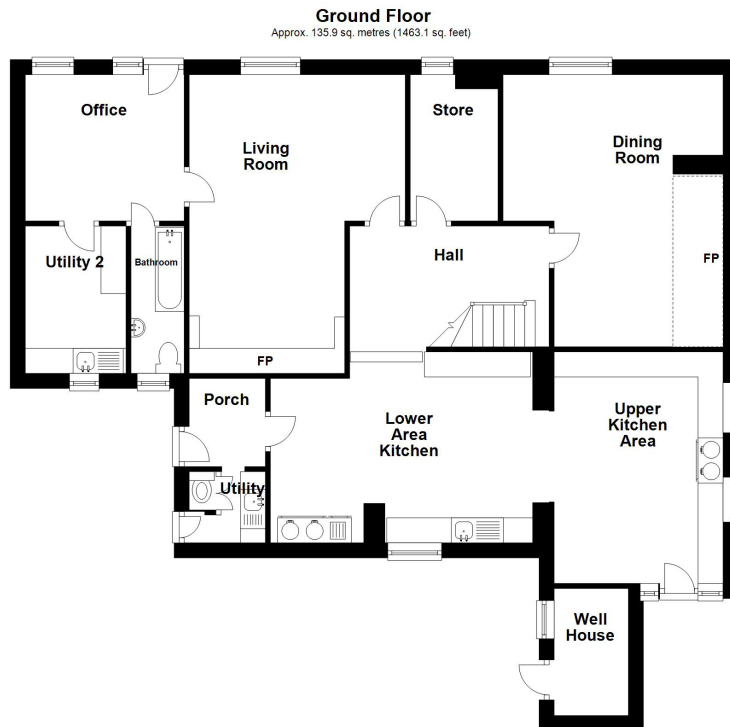 Ground Floor
Approx. 135.9 sq. metres (1463.1 sq. feet)
Office
Living
Room
Store
Dining
Room
Utility 2
Bathroom
Hall
FP
FP
Porch
Lower
Area
Kitchen
Upper
Kitchen
Area
Utility
Well
House